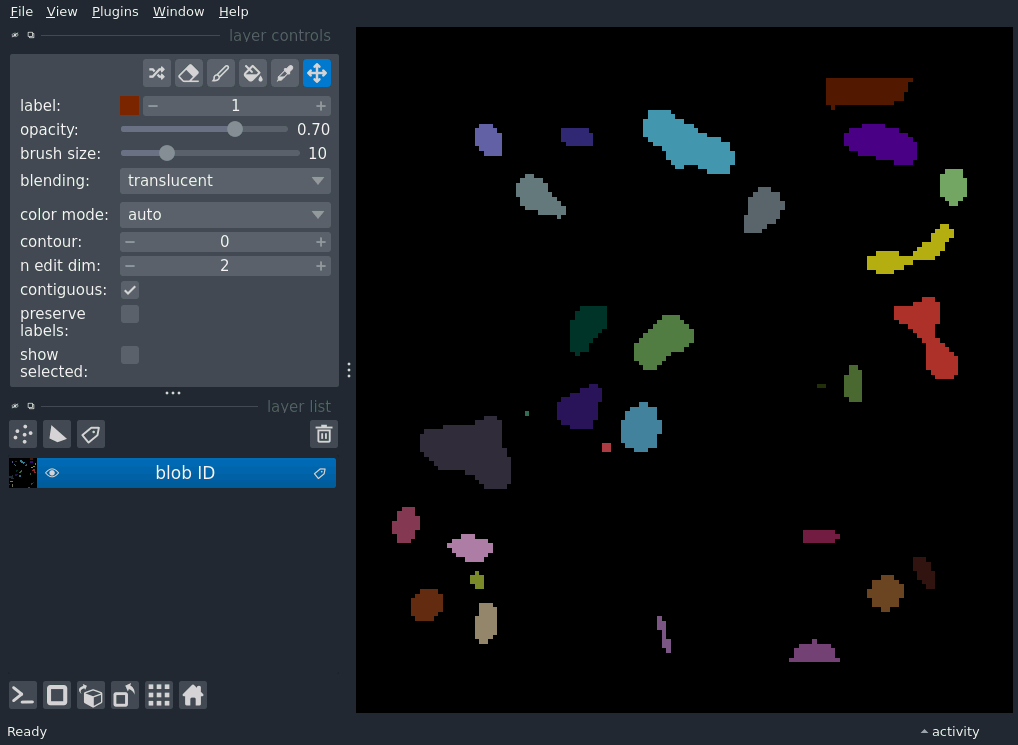 File View Plugins Window Help
layer controls
label: 1
opacity: 0.70
brush size: 10
blending: translucent
color mode: auto
contour: 0
n edit dim: 2
contiguous:
preserve
labels:
show
selected:
layer list
blob ID
Ready
activity